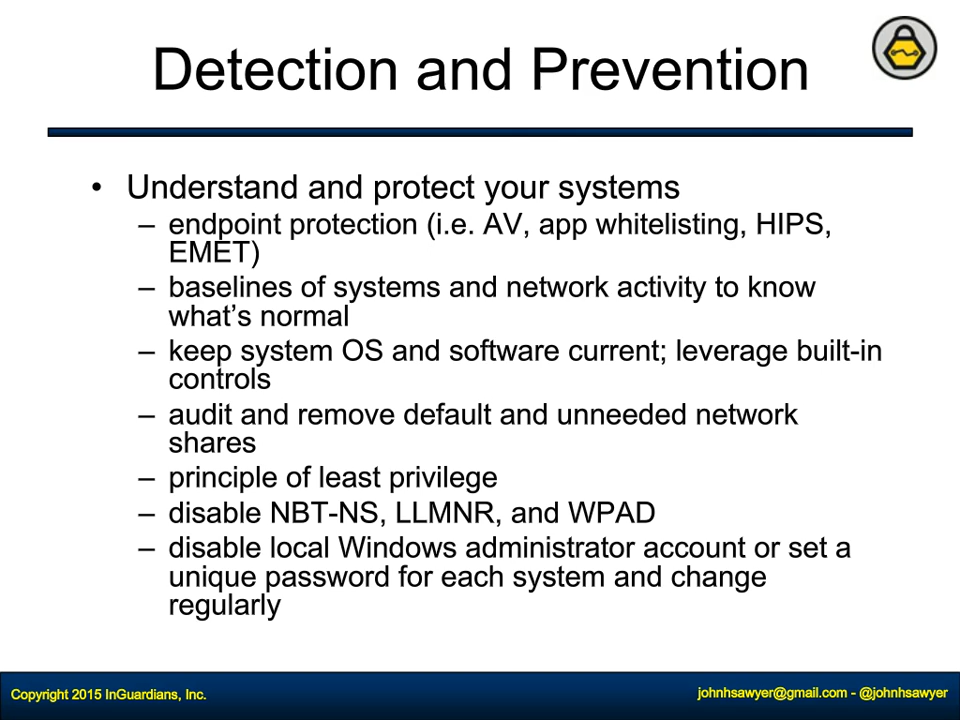 Detection and Prevention
• Understand and protect your systems
– endpoint protection (i.e. AV, app whitelisting, HIPS,
EMET)
– baselines of systems and network activity to know
what’s normal
– keep system OS and software current; leverage built-in
controls
– audit and remove default and unneeded network
shares
– principle of least privilege
– disable NBT-NS, LLMNR, and WPAD
– disable local Windows administrator account or set a
unique password for each system and change
regularly
Copyright 2015 InGuardians, Inc.
johnhsawyer@gmail.com - @johnhsawyer